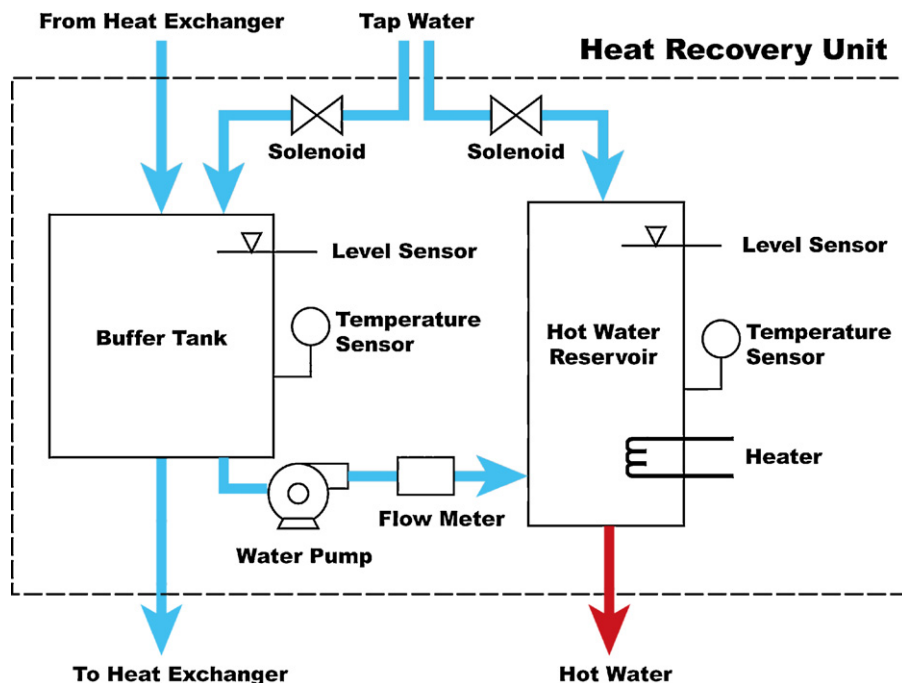 From Heat Exchanger
Tap Water
Heat Recovery Unit
Solenoid
Solenoid
Level Sensor
Level Sensor
Buffer Tank
Temperature
Sensor
Hot Water
Reservoir
Temperature
Sensor
Heater
Flow Meter
Water Pump
To Heat Exchanger
Hot Water